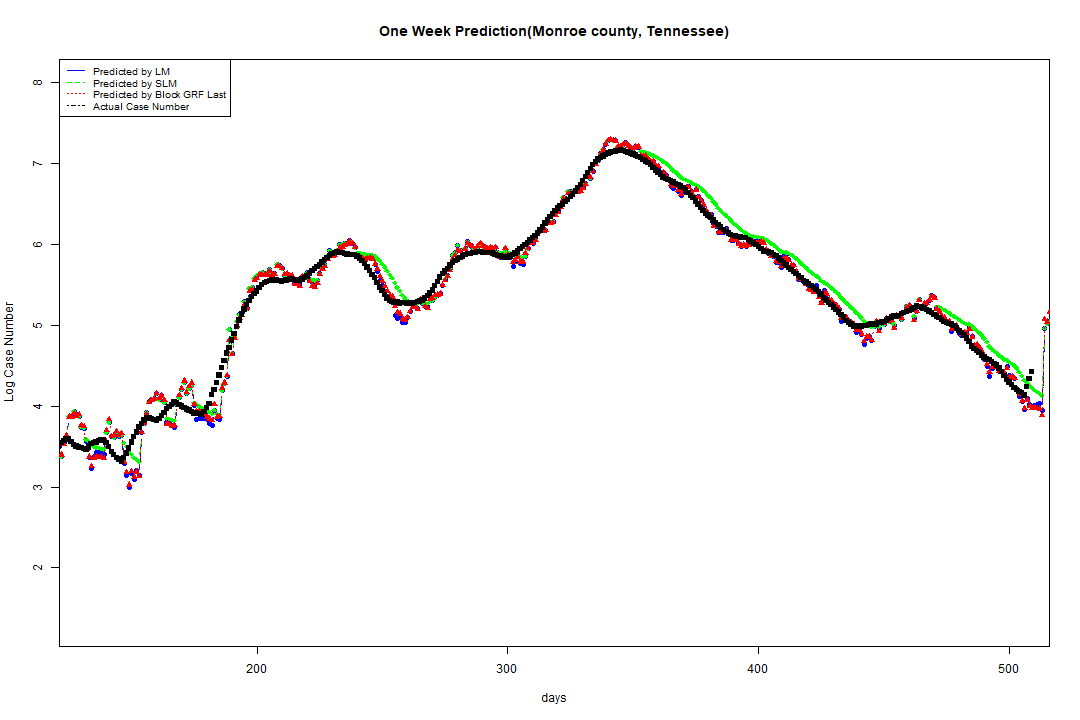 One Week Prediction(Monroe county, Tennessee)
Predicted by LM
Predicted by SLM
Predicted by Block GRF Last
Actual Case Number
8
7
6
5
4
3
2
Log Case Number
200 300 400 500
days